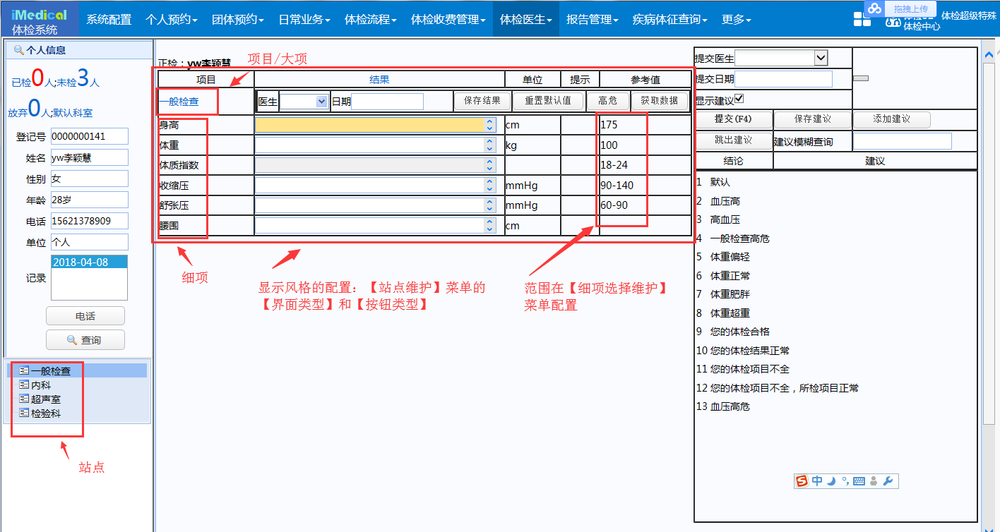 iMedical
体检系统
系统配置 个人预约 团体预约 日常业务 体检流程 体检收费管理 体检医生 报告管理 疾病体征查询 更多
拖拽上传
体检超级特殊
体检中心
个人信息
已检0人;未检3人
放弃0人;默认科室
登记号 0000000141
姓名 yw李颖慧
性别 女
年龄 28岁
电话 15621378909
单位 个人
记录 2018-04-08
电话
查询
一般检查
内科
超声室
检验科
站点
正检：yw李颖慧
项目/大项
项目 结果 单位 提示 参考值
一般检查 医生 日期 保存结果 重置默认值 高危 获取数据
身高 cm 175
体重 kg 100
体质指数 18-24
收缩压 mmHg 90-140
舒张压 mmHg 60-90
腰围 cm
细项
显示风格的配置：【站点维护】菜单的
【界面类型】和【按钮类型】
范围在【细项选择维护】
菜单配置
提交医生
提交日期
显示建议
提交(F4) 保存建议 添加建议
跳出建议 建议模糊查询
结论 建议
1 默认
2 血压高
3 高血压
4 一般检查高危
5 体重偏轻
6 体重正常
7 体重肥胖
8 体重超重
9 您的体检合格
10 您的体检结果正常
11 您的体检项目不全
12 您的体检项目不全，所检项目正常
13 血压高危
中